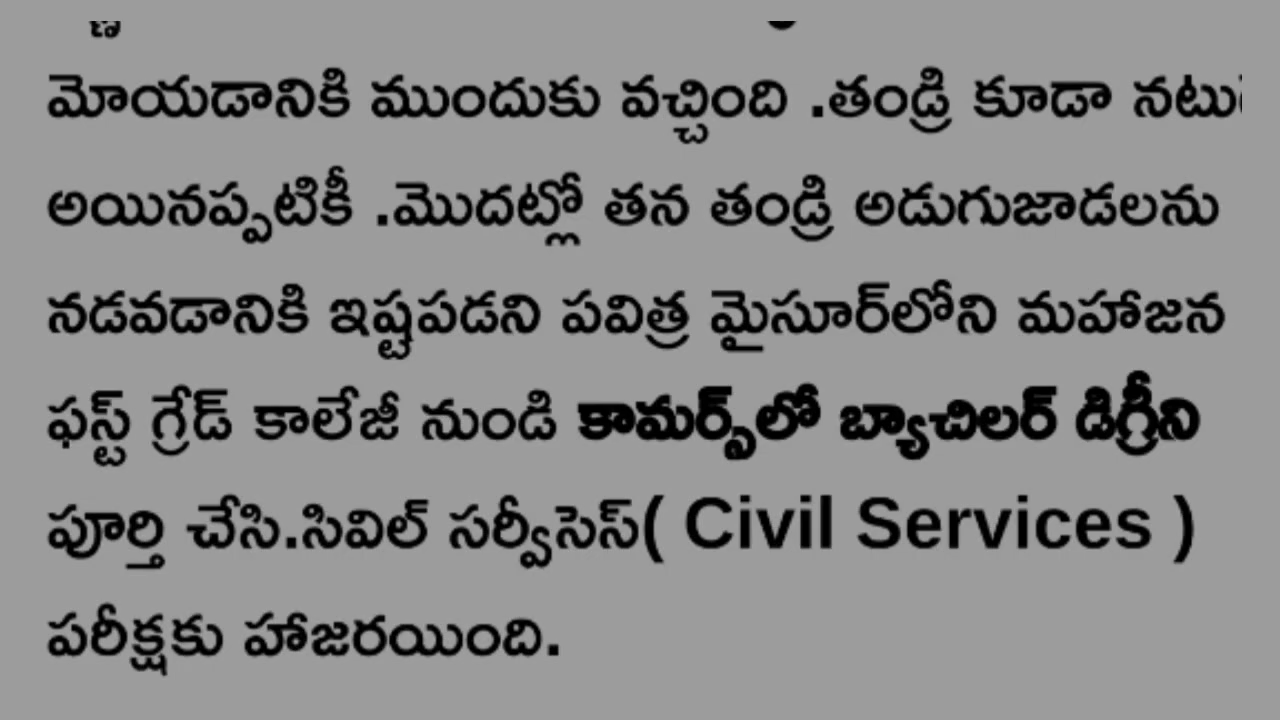 మోయడానికి ముందుకు వచ్చింది .తండ్రి కూడా
అయినప్పటికీ .మొదట్లో తన తండ్రి అడుగుజాడలను
నడవడానికి ఇష్టపడని పవిత్ర మైసూర్‌లోని మహాజన
ఫస్ట్ గ్రేడ్ కాలేజీ నుండి కామర్స్‌లో బ్యాచిలర్ డిగ్రీని
పూర్తి చేసి.సివిల్ సర్వీసెస్( Civil Services )
పరీక్షకు హాజరయింది.